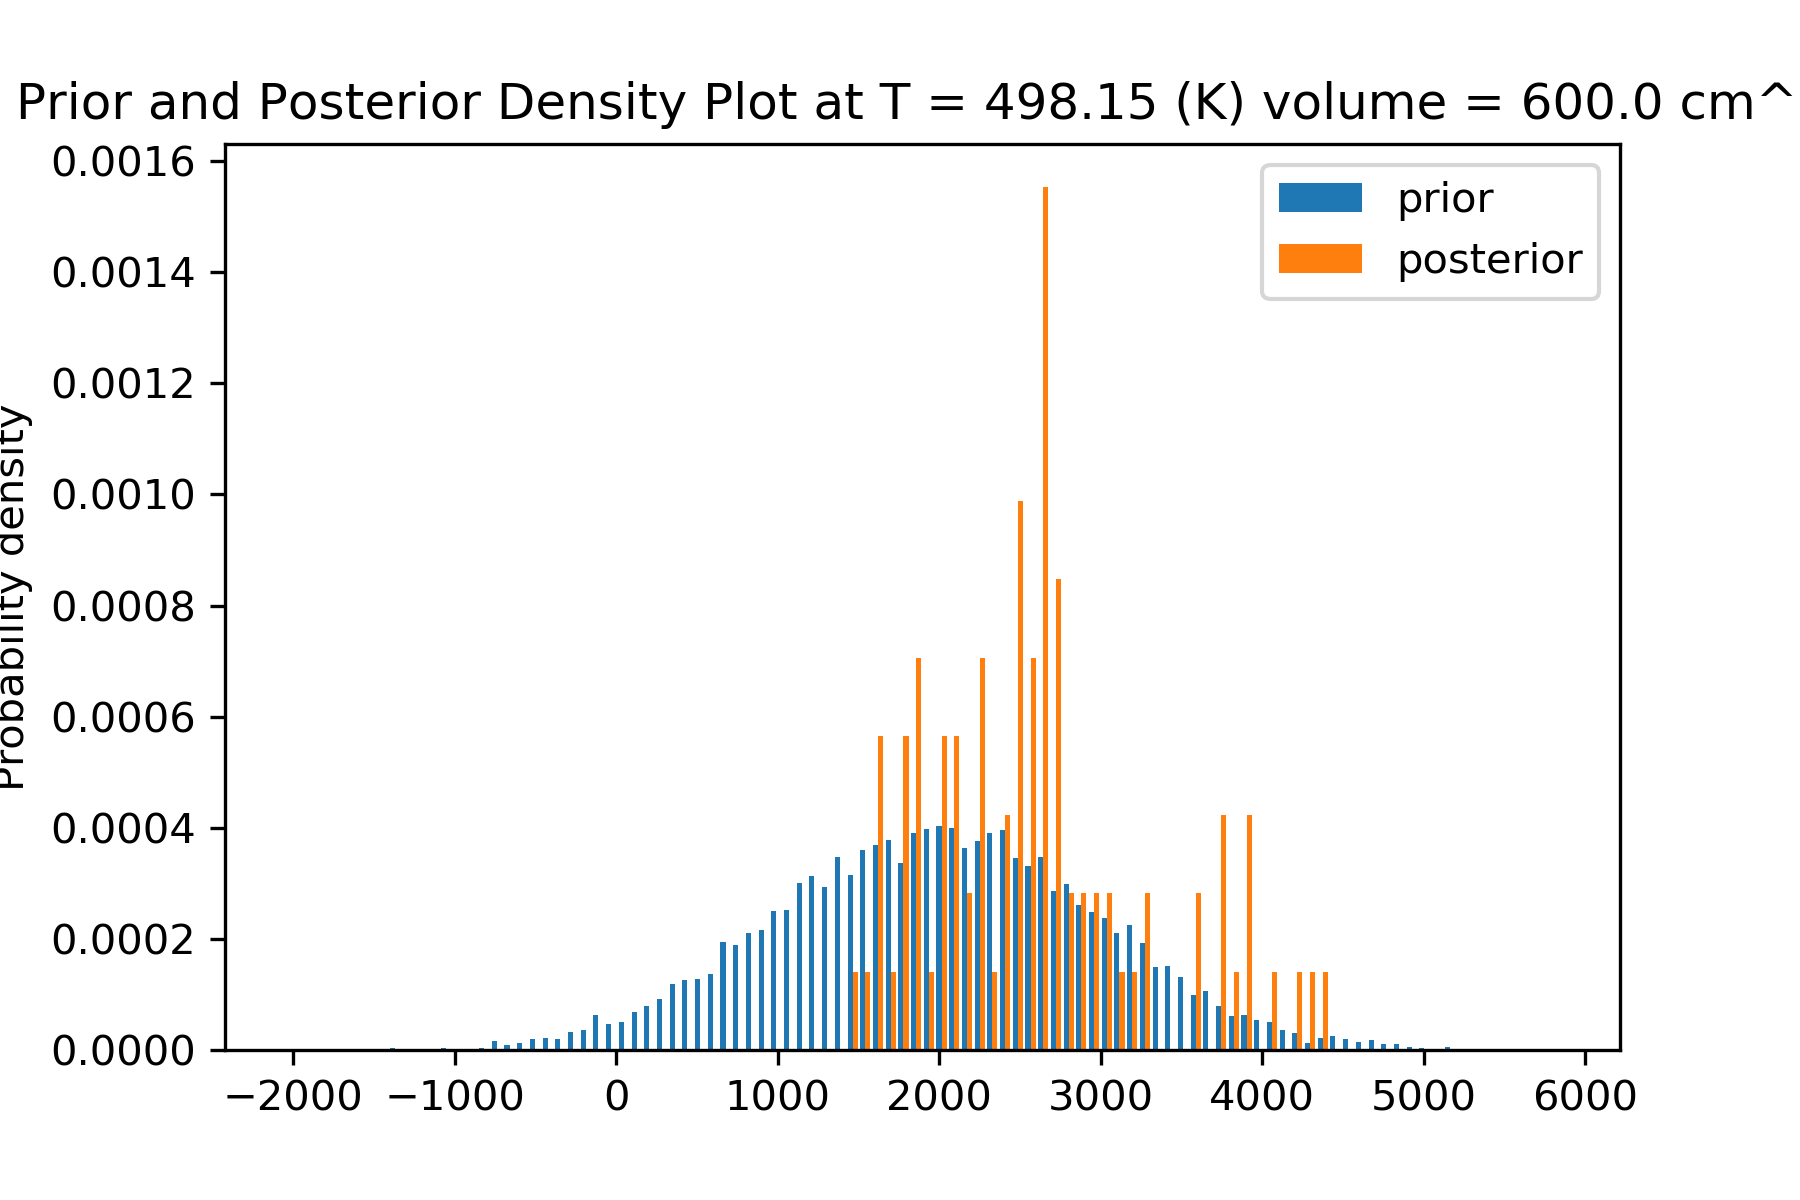 Prior and Posterior Density Plot at T = 498.15 (K) volume = 600.0 cm^
0.0016
prior
posterior
0.0014
0.0012
0.0010
0.0008
0.0006
0.0004
0.0002
0.0000
Probability density
−2000 −1000 0 1000 2000 3000 4000 5000 6000